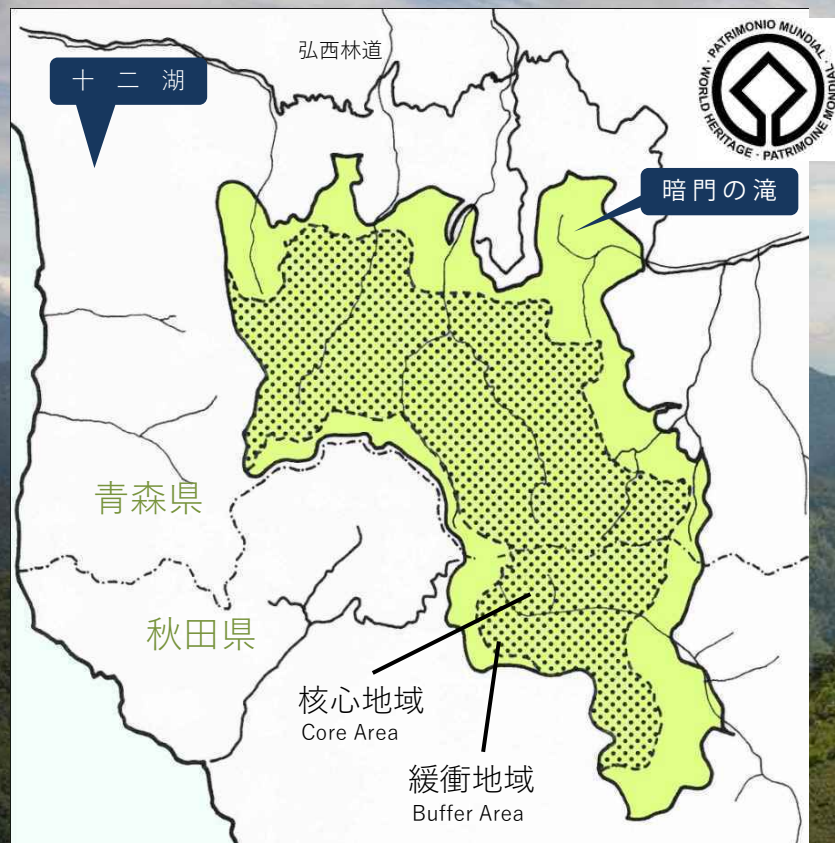 弘西林道
十二湖
PATRIMONIO MUNDIAL · WORLD HERITAGE · PATRIMOINE MONDIAL ·
暗門の滝
青森県
秋田県
核心地域
Core Area
緩衝地域
Buffer Area